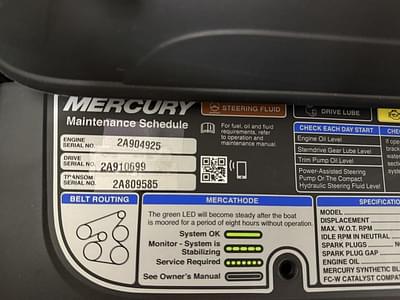 MERCURY
Maintenance Schedule
STEERING FLUID
DRIVE LUBE
ENGINE
SERIAL NO.
2A904925
DRIVE
SERIAL NO.
2A910699
TRANSOM
SERIAL NO.
2A809585
For fuel, oil and fluid
requirements, refer
to operation and
maintenance manual.
CHECK EACH DAY START
Engine Oil Level
Sterndrive Gear Lube Level
Trim Pump Oil Level
Power-Assisted Steering
Pump Or The Compact
Hydraulic Steering Fluid Level
BELT ROUTING
MERCATHODE
The green LED will become steady after the boat
is moored for a period of eight hours without operation.
System OK
Monitor - System is
Stabilizing
Service Required
See Owner's Manual
MODEL
DISPLACEMENT
MAX. W.O.T. RPM
IDLE RPM IN NEUTRAL
SPARK PLUGS
SPARK PLUG GAP
ENGINE OIL
MERCURY SYNTHETIC BL
FC-W CATALYST COMPAT